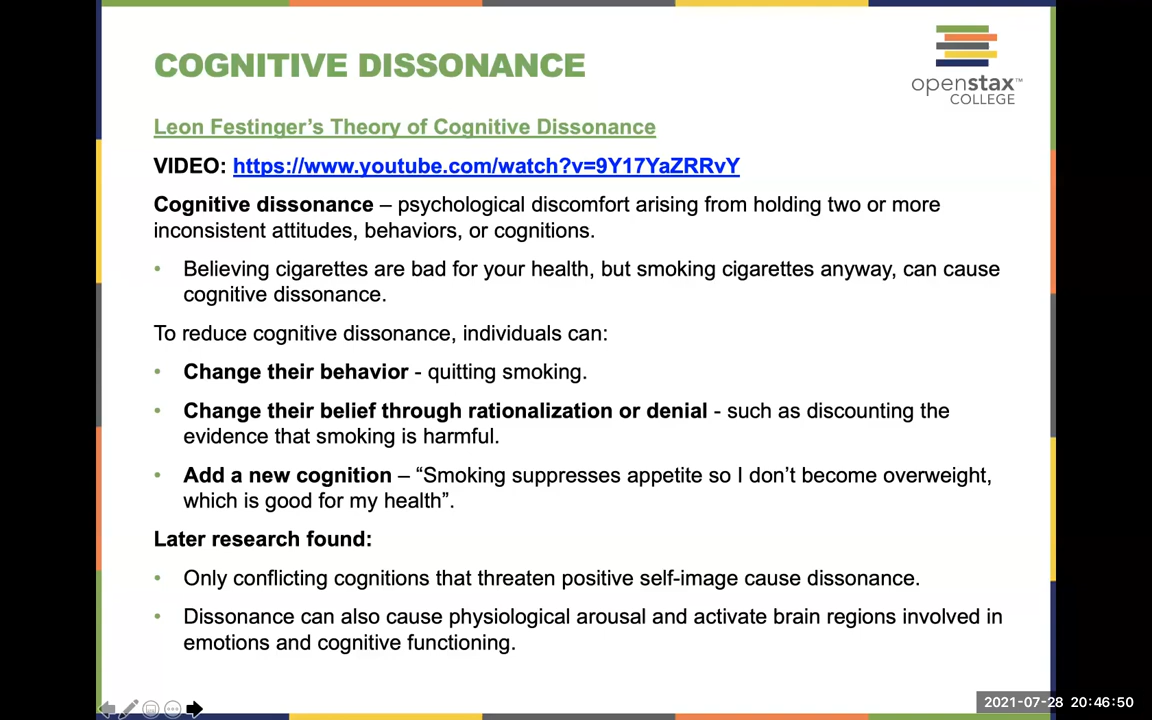 COGNITIVE DISSONANCE
openstax™
COLLEGE
Leon Festinger’s Theory of Cognitive Dissonance
VIDEO: https://www.youtube.com/watch?v=9Y17YaZRRvY
Cognitive dissonance – psychological discomfort arising from holding two or more
inconsistent attitudes, behaviors, or cognitions.
• Believing cigarettes are bad for your health, but smoking cigarettes anyway, can cause
cognitive dissonance.
To reduce cognitive dissonance, individuals can:
• Change their behavior - quitting smoking.
• Change their belief through rationalization or denial - such as discounting the
evidence that smoking is harmful.
• Add a new cognition – “Smoking suppresses appetite so I don’t become overweight,
which is good for my health”.
Later research found:
• Only conflicting cognitions that threaten positive self-image cause dissonance.
• Dissonance can also cause physiological arousal and activate brain regions involved in
emotions and cognitive functioning.
2021-07-28 20:46:50